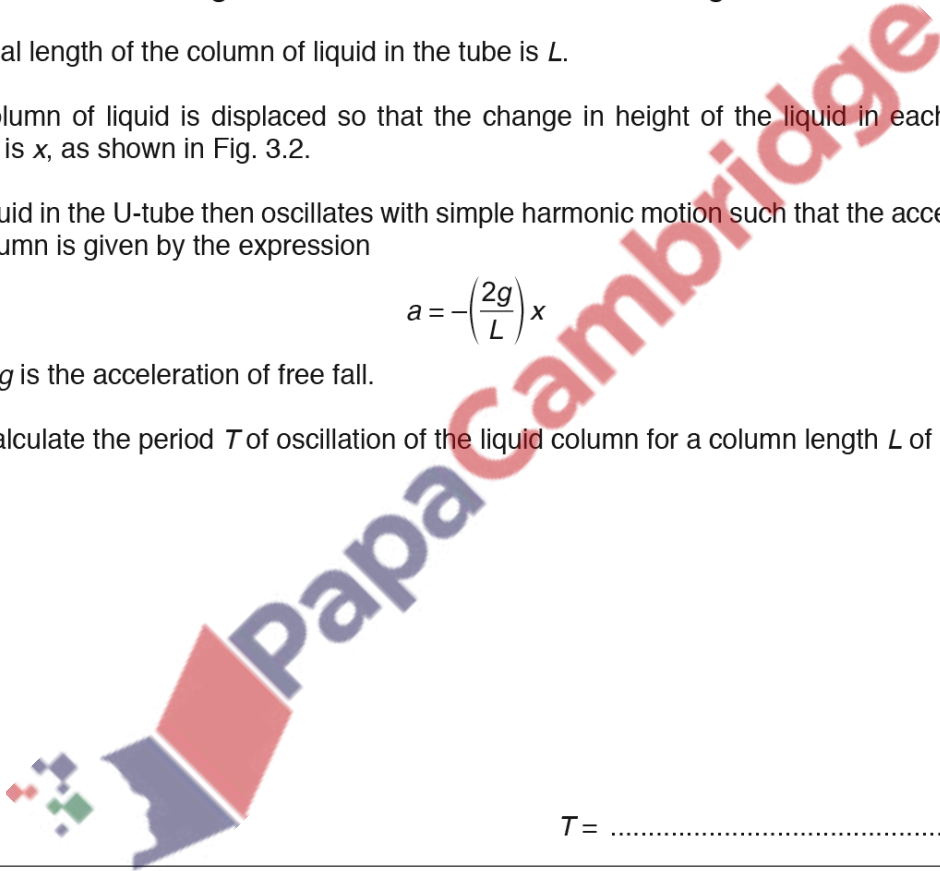 al length of the column of liquid in the tube is L.
lumn of liquid is displaced so that the change in height of the liquid in each
is x, as shown in Fig. 3.2.
uid in the U-tube then oscillates with simple harmonic motion such that the acce
umn is given by the expression
a = −(2g/L) x
g is the acceleration of free fall.
alculate the period T of oscillation of the liquid column for a column length L of
PapaCambridge
T = ............................................